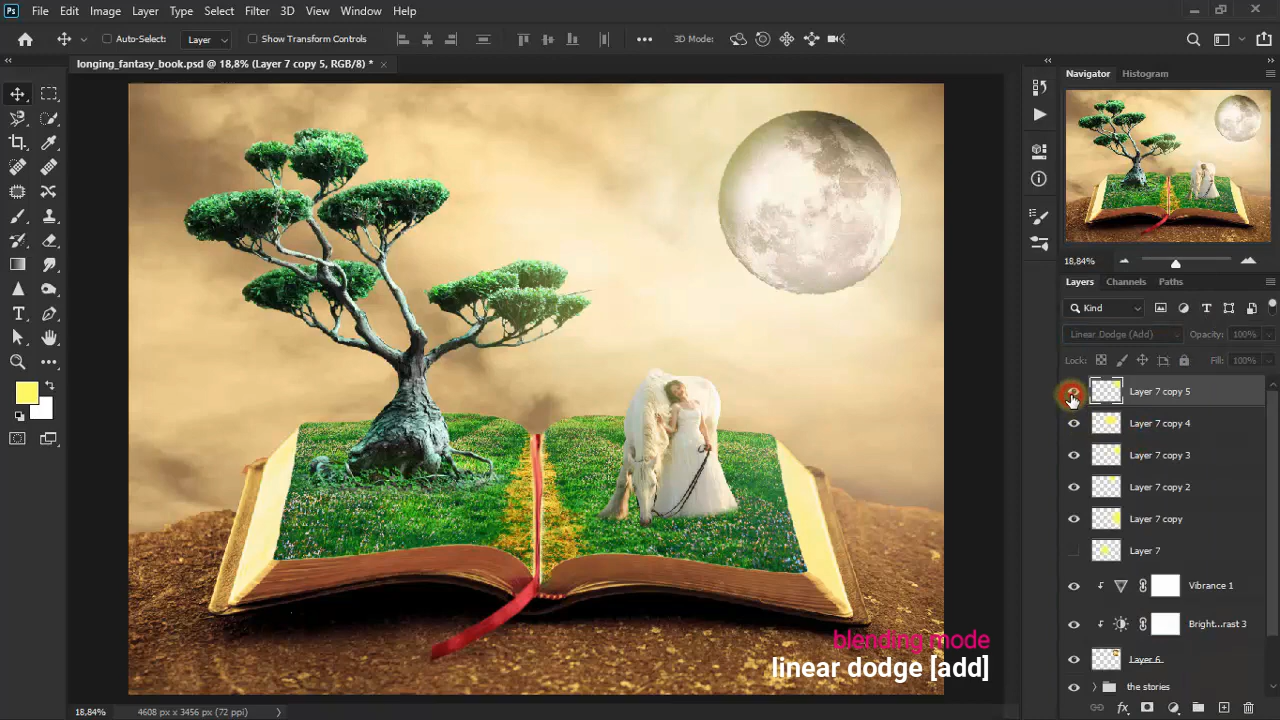 Ps File Edit Image Layer Type Select Filter 3D View Window Help
Auto-Select: Layer Show Transform Controls 3D Mode:
longing_fantasy_book.psd @ 18,8% (Layer 7 copy 5, RGB/8) *
Navigator Histogram
18,84%
Layers Channels Paths
Kind
Linear Dodge (Add) Opacity: 100%
Lock: Fill: 100%
Layer 7 copy 5
Layer 7 copy 4
Layer 7 copy 3
Layer 7 copy 2
Layer 7 copy
Layer 7
Vibrance 1
Bright...rast 3
Layer 6
the stories
blending mode
linear dodge [add]
18,84% 4608 px x 3456 px (72 ppi)